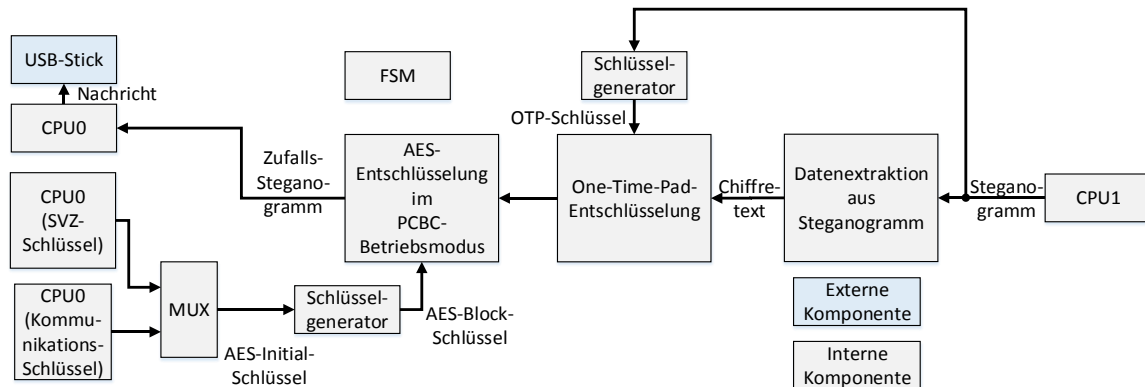 USB-Stick
Nachricht
CPU0
CPU0
(SVZ-
Schlüssel)
CPU0
(Kommu-
nikations-
Schlüssel)
MUX
AES-Initial-
Schlüssel
Schlüssel-
generator
AES-Block-
Schlüssel
Zufalls-
Stegano-
gramm
FSM
AES-
Entschlüsselung
im
PCBC-
Betriebsmodus
Schlüssel-
generator
OTP-Schlüssel
One-Time-Pad-
Entschlüsselung
Chiffre-
text
Datenextraktion
aus
Steganogramm
Stegano-
gramm
CPU1
Externe
Komponente
Interne
Komponente